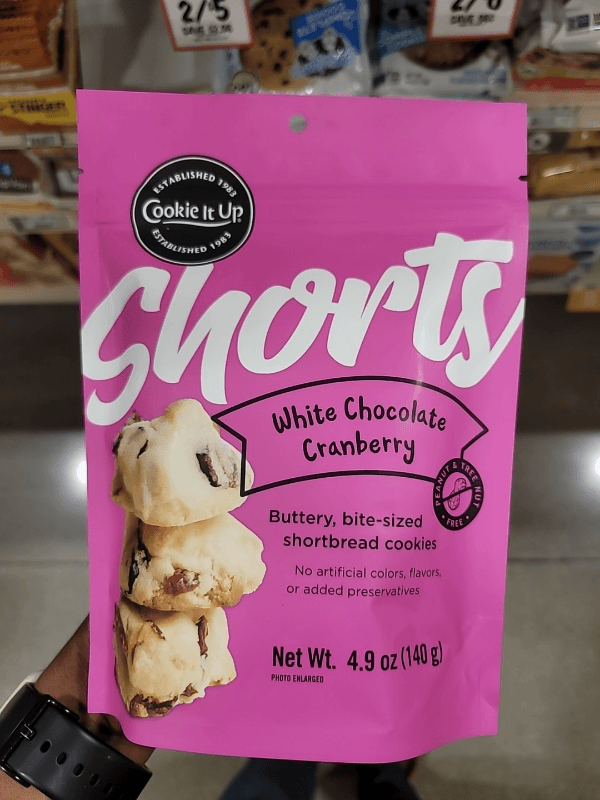 2/$5
ESTABLISHED 1983
Cookie It Up
ESTABLISHED 1983
Shorts
White Chocolate
Cranberry
PEANUT & TREE NUT
FREE
Buttery, bite-sized
shortbread cookies
No artificial colors, flavors,
or added preservatives
Net Wt. 4.9 oz (140 g)
PHOTO ENLARGED